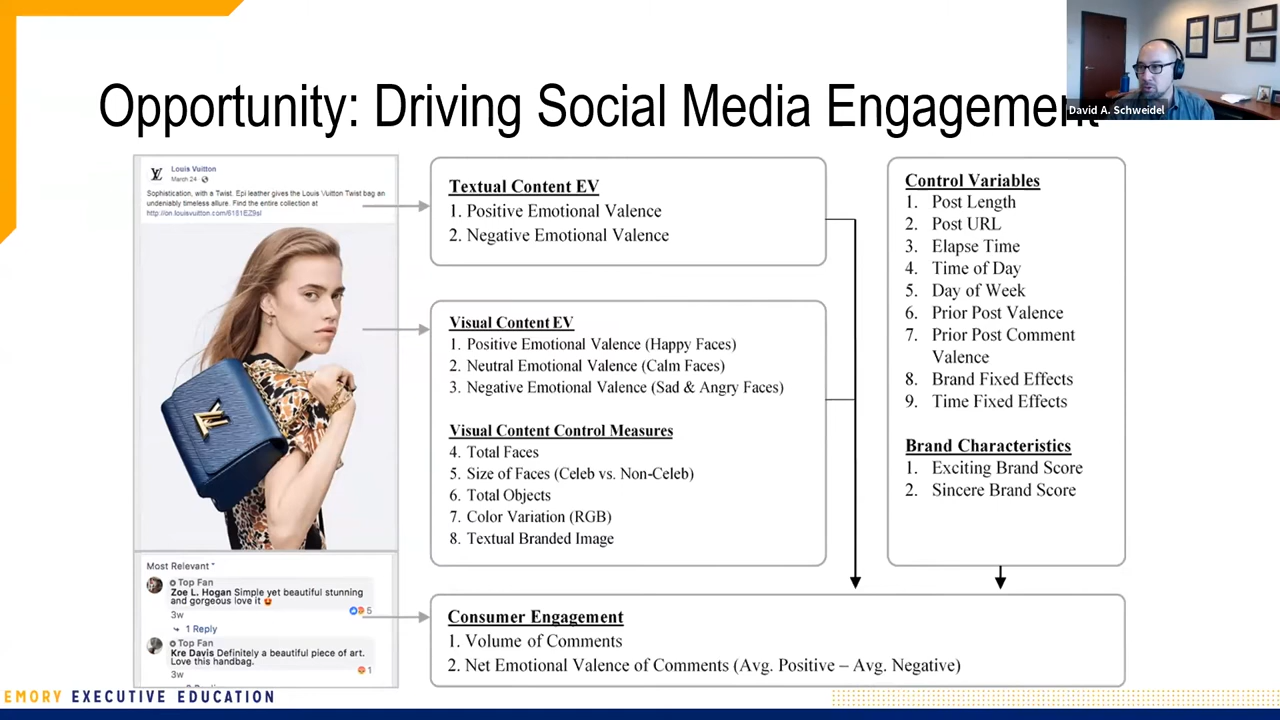 Opportunity: Driving Social Media Engagement
David A. Schweidel
Louis Vuitton
March 24
Sophistication, with a Twist. Epi leather gives the Louis Vuitton Twist bag an
undeniably timeless allure. Find the entire collection at
http://on.louisvuitton.com/6181EZ9sI
Most Relevant
Top Fan
Zoe L. Hogan Simple yet beautiful stunning
and gorgeous love it
5
3w
1 Reply
Top Fan
Kre Davis Definitely a beautiful piece of art.
Love this handbag.
1
3w
Textual Content EV
1. Positive Emotional Valence
2. Negative Emotional Valence
Visual Content EV
1. Positive Emotional Valence (Happy Faces)
2. Neutral Emotional Valence (Calm Faces)
3. Negative Emotional Valence (Sad & Angry Faces)
Visual Content Control Measures
4. Total Faces
5. Size of Faces (Celeb vs. Non-Celeb)
6. Total Objects
7. Color Variation (RGB)
8. Textual Branded Image
Control Variables
1. Post Length
2. Post URL
3. Elapse Time
4. Time of Day
5. Day of Week
6. Prior Post Valence
7. Prior Post Comment
Valence
8. Brand Fixed Effects
9. Time Fixed Effects
Brand Characteristics
1. Exciting Brand Score
2. Sincere Brand Score
Consumer Engagement
1. Volume of Comments
2. Net Emotional Valence of Comments (Avg. Positive – Avg. Negative)
EMORY EXECUTIVE EDUCATION